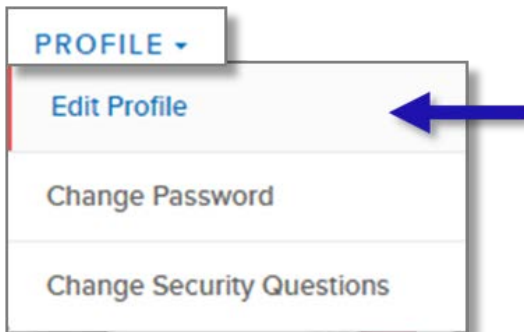 PROFILE
Edit Profile
Change Password
Change Security Questions